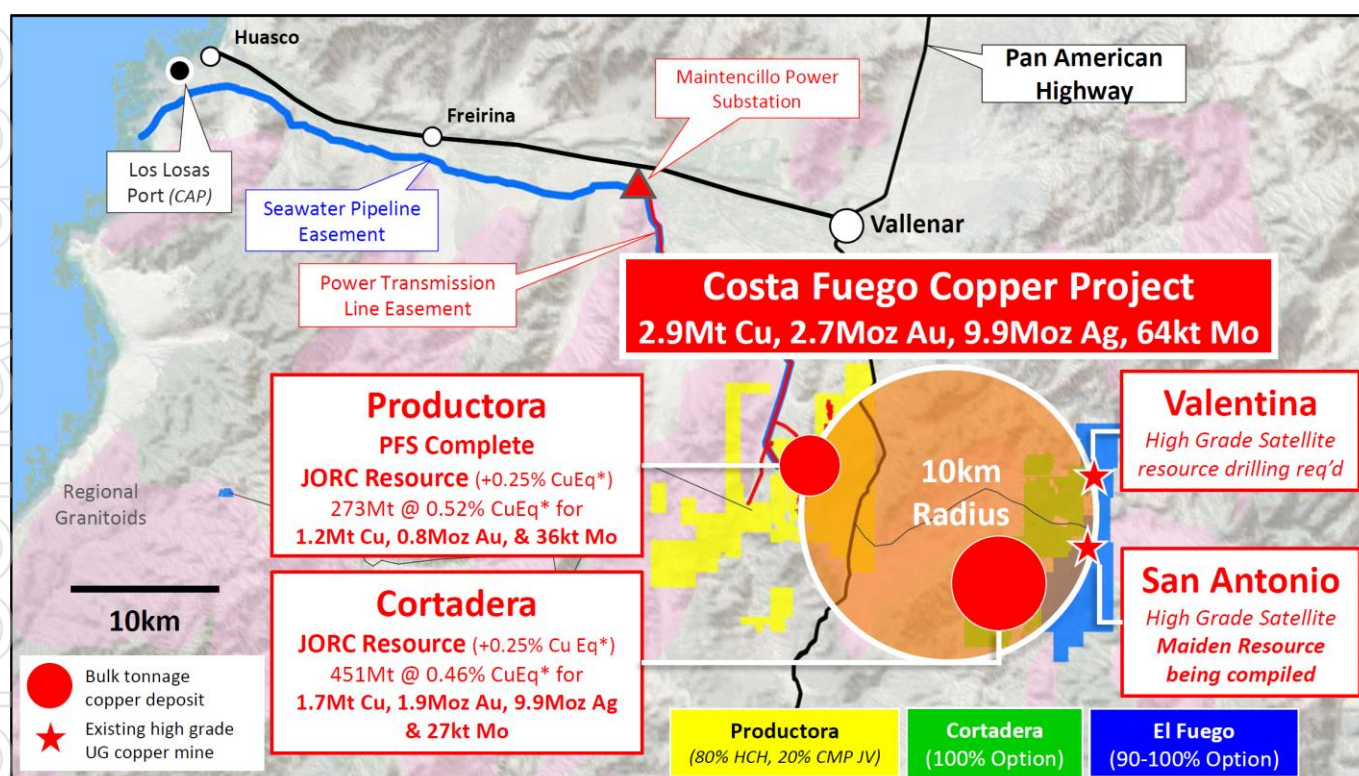 Huasco
Maintencillo Power
Substation
Pan American
Highway
Freirina
Los Losas
Port (CAP)
Seawater Pipeline
Easement
Vallenar
Power Transmission
Line Easement
Costa Fuego Copper Project
2.9Mt Cu, 2.7Moz Au, 9.9Moz Ag, 64kt Mo
Productora
PFS Complete
JORC Resource (+0.25% CuEq*)
273Mt @ 0.52% CuEq* for
1.2Mt Cu, 0.8Moz Au, & 36kt Mo
Valentina
High Grade Satellite
resource drilling req'd
10km
Radius
Regional
Granitoids
Cortadera
JORC Resource (+0.25% Cu Eq*)
451Mt @ 0.46% CuEq* for
1.7Mt Cu, 1.9Moz Au, 9.9Moz Ag
& 27kt Mo
San Antonio
High Grade Satellite
Maiden Resource
being compiled
10km
Bulk tonnage
copper deposit
Existing high grade
UG copper mine
Productora
(80% HCH, 20% CMP JV)
Cortadera
(100% Option)
El Fuego
(90-100% Option)